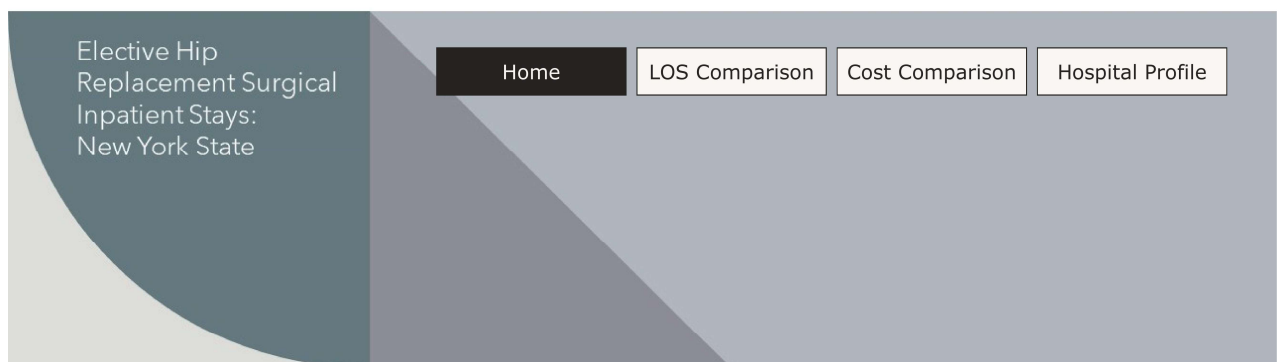 Elective Hip
Replacement Surgical
Inpatient Stays:
New York State
Home
LOS Comparison
Cost Comparison
Hospital Profile